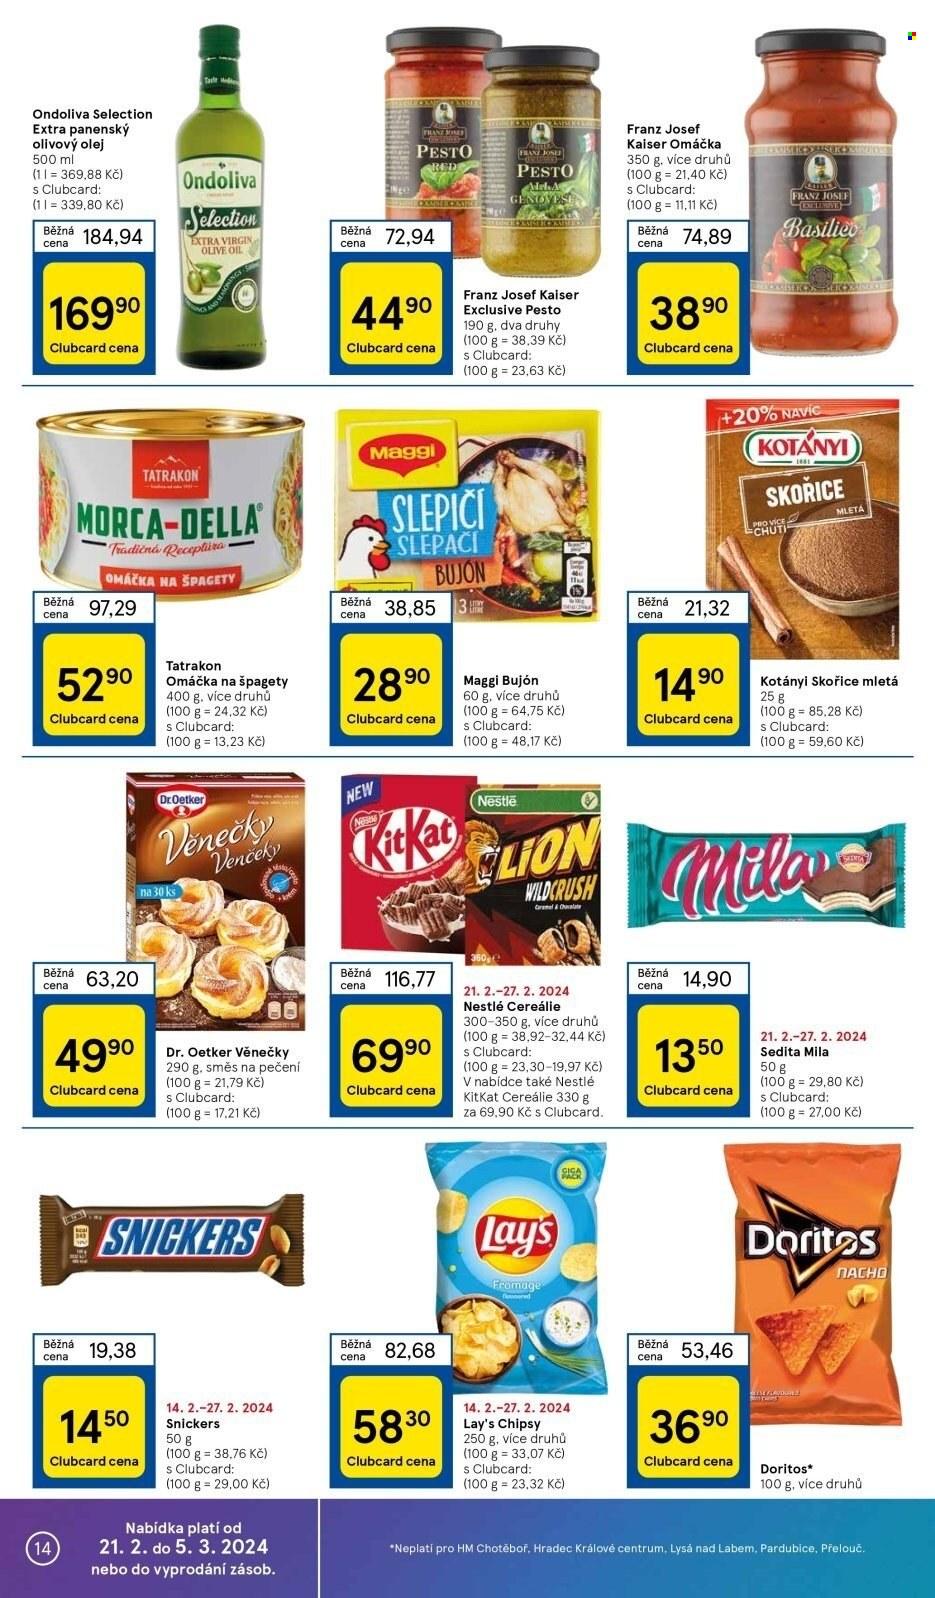 Ondoliva Selection
Extra panenský
olivový olej
500 ml
(1 l = 369,88 Kč)
s Clubcard:
(1 l = 339,80 Kč)
Běžná
cena
184,94
169 90
Clubcard cena
Ondoliva
Selection
EXTRA VIRGIN
OLIVE OIL
FRANZ JOSEF
KAISER
PESTO
RED
FRANZ JOSEF
KAISER
PESTO
ALLA
GENOVESE
Běžná
cena
72,94
44 90
Clubcard cena
Franz Josef Kaiser
Exclusive Pesto
190 g, dva druhy
(100 g = 38,39 Kč)
s Clubcard:
(100 g = 23,63 Kč)
Franz Josef
Kaiser Omáčka
350 g, více druhů
(100 g = 21,40 Kč)
s Clubcard:
(100 g = 11,11 Kč)
Běžná
cena
74,89
38 90
Clubcard cena
KAISER
FRANZ JOSEF
EXCLUSIVE
Basilico
TATRAKON
MORCA-DELLA®
Tradičná Receptúra
OMÁČKA NA ŠPAGETY
Běžná
cena
97,29
52 90
Clubcard cena
Tatrakon
Omáčka na špagety
400 g, více druhů
(100 g = 24,32 Kč)
s Clubcard:
(100 g = 13,23 Kč)
Maggi
SLEPIČÍ
SLEPAČÍ
BUJÓN
3 LITRY
LITRE
Běžná
cena
38,85
28 90
Clubcard cena
Maggi Bujón
60 g, více druhů
(100 g = 64,75 Kč)
s Clubcard:
(100 g = 48,17 Kč)
+20% NAVÍC
KOTÁNYI
1881
SKOŘICE
MLETÁ
PRO VÍCE
CHUTI
Běžná
cena
21,32
14 90
Clubcard cena
Kotányi Skořice mletá
25 g
(100 g = 85,28 Kč)
s Clubcard:
(100 g = 59,60 Kč)
Dr.Oetker
Věnečky
Venčeky
na 30 ks
Běžná
cena
63,20
49 90
Clubcard cena
Dr. Oetker Věnečky
290 g, směs na pečení
(100 g = 21,79 Kč)
s Clubcard:
(100 g = 17,21 Kč)
NEW
Nestlé
KitKat
Nestlé
LION
WILDCRUSH
Caramel & Chocolate
360g
Běžná
cena
116,77
69 90
Clubcard cena
21. 2.–27. 2. 2024
Nestlé Cereálie
300–350 g, více druhů
(100 g = 38,92–32,44 Kč)
s Clubcard:
(100 g = 23,30–19,97 Kč)
V nabídce také Nestlé
KitKat Cereálie 330 g
za 69,90 Kč s Clubcard.
Mila
SEDITA
Běžná
cena
14,90
13 50
Clubcard cena
21. 2.–27. 2. 2024
Sedita Mila
50 g
(100 g = 29,80 Kč)
s Clubcard:
(100 g = 27,00 Kč)
SNICKERS
Běžná
cena
19,38
14 50
Clubcard cena
14. 2.–27. 2. 2024
Snickers
50 g
(100 g = 38,76 Kč)
s Clubcard:
(100 g = 29,00 Kč)
GIGA
PACK
Lay's
Fromage
flavoured
Běžná
cena
82,68
58 30
Clubcard cena
14. 2.–27. 2. 2024
Lay's Chipsy
250 g, více druhů
(100 g = 33,07 Kč)
s Clubcard:
(100 g = 23,32 Kč)
Doritos
NACHO
Běžná
cena
53,46
36 90
Clubcard cena
Doritos*
100 g, více druhů
14
Nabídka platí od
21. 2. do 5. 3. 2024
nebo do vyprodání zásob.
*Neplatí pro HM Chotěboř, Hradec Králové centrum, Lysá nad Labem, Pardubice, Přelouč.